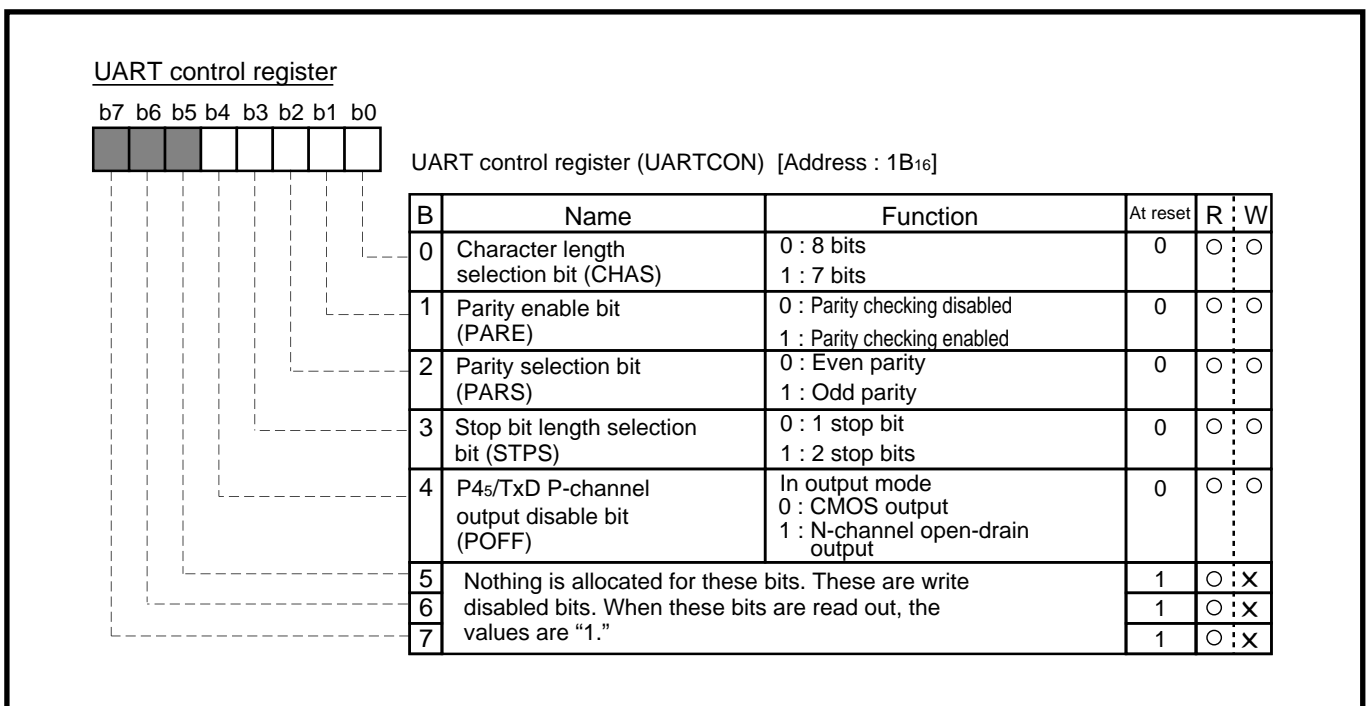 UART control register
b7 b6 b5 b4 b3 b2 b1 b0
UART control register (UARTCON) [Address : 1B16]
B Name Function At reset R W
0 Character length selection bit (CHAS) 0 : 8 bits 0 ○ ○
1 : 7 bits
1 Parity enable bit (PARE) 0 : Parity checking disabled 0 ○ ○
1 : Parity checking enabled
2 Parity selection bit (PARS) 0 : Even parity 0 ○ ○
1 : Odd parity
3 Stop bit length selection bit (STPS) 0 : 1 stop bit 0 ○ ○
1 : 2 stop bits
4 P45/TxD P-channel output disable bit (POFF) In output mode 0 ○ ○
0 : CMOS output
1 : N-channel open-drain output
5 Nothing is allocated for these bits. These are write 1 ○ ×
6 disabled bits. When these bits are read out, the 1 ○ ×
7 values are “1.” 1 ○ ×